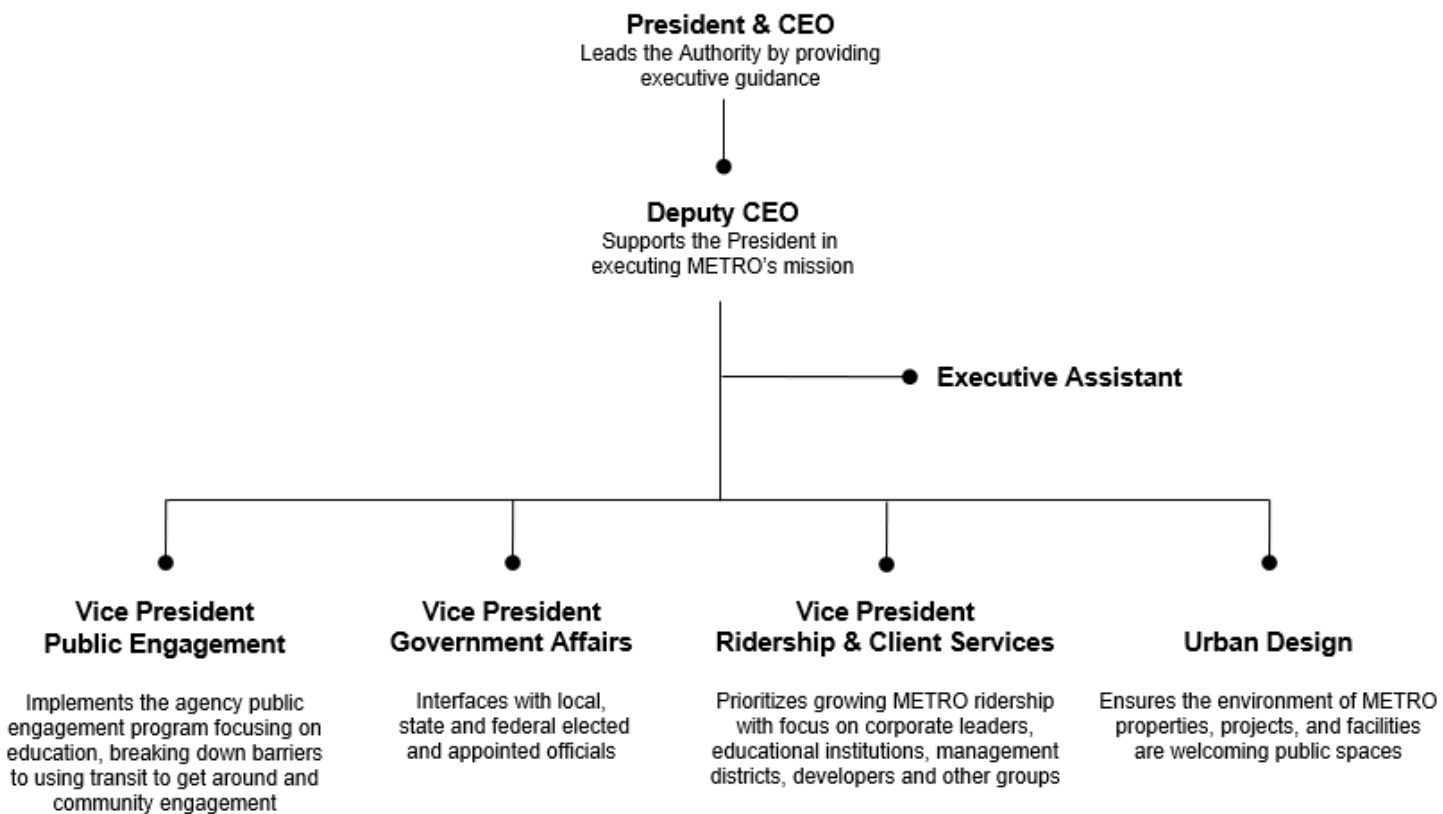 President & CEO
Leads the Authority by providing
executive guidance
Deputy CEO
Supports the President in
executing METRO's mission
Executive Assistant
Vice President
Public Engagement
Implements the agency public
engagement program focusing on
education, breaking down barriers
to using transit to get around and
community engagement
Vice President
Government Affairs
Interfaces with local,
state and federal elected
and appointed officials
Vice President
Ridership & Client Services
Prioritizes growing METRO ridership
with focus on corporate leaders,
educational institutions, management
districts, developers and other groups
Urban Design
Ensures the environment of METRO
properties, projects, and facilities
are welcoming public spaces